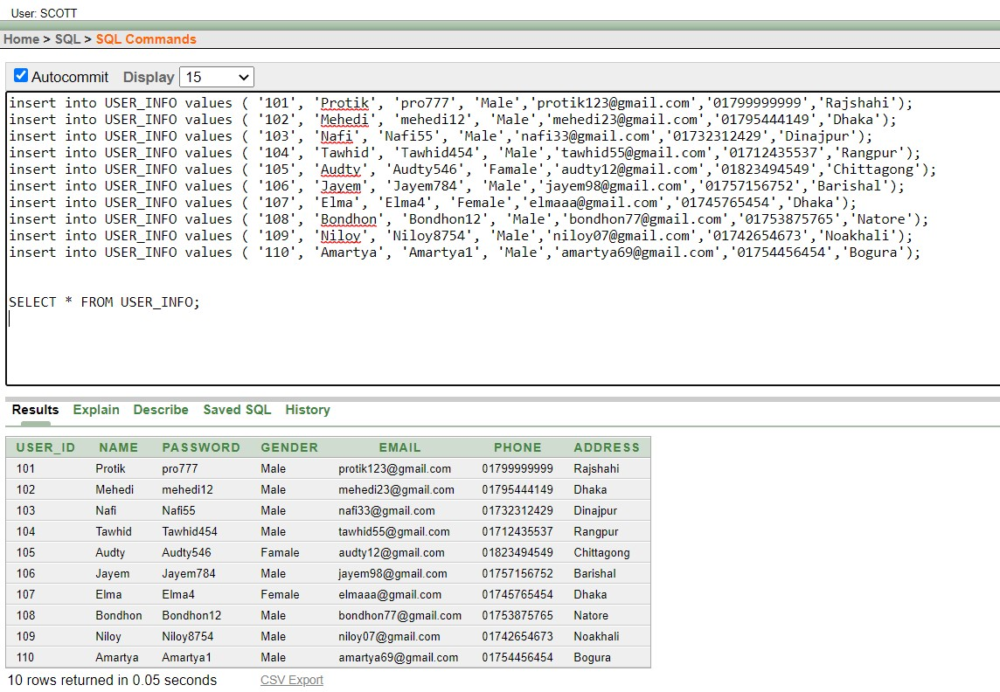 User: SCOTT
Home > SQL > SQL Commands
Autocommit Display 15
insert into USER_INFO values ( '101', 'Protik', 'pro777', 'Male','protik123@gmail.com','01799999999','Rajshahi');
insert into USER_INFO values ( '102', 'Mehedi', 'mehedi12', 'Male','mehedi23@gmail.com','01795444149','Dhaka');
insert into USER_INFO values ( '103', 'Nafi', 'Nafi55', 'Male','nafi33@gmail.com','01732312429','Dinajpur');
insert into USER_INFO values ( '104', 'Tawhid', 'Tawhid454', 'Male','tawhid55@gmail.com','01712435537','Rangpur');
insert into USER_INFO values ( '105', 'Audty', 'Audty546', 'Famale','audty12@gmail.com','01823494549','Chittagong');
insert into USER_INFO values ( '106', 'Jayem', 'Jayem784', 'Male','jayem98@gmail.com','01757156752','Barishal');
insert into USER_INFO values ( '107', 'Elma', 'Elma4', 'Female','elmaaa@gmail.com','01745765454','Dhaka');
insert into USER_INFO values ( '108', 'Bondhon', 'Bondhon12', 'Male','bondhon77@gmail.com','01753875765','Natore');
insert into USER_INFO values ( '109', 'Niloy', 'Niloy8754', 'Male','niloy07@gmail.com','01742654673','Noakhali');
insert into USER_INFO values ( '110', 'Amartya', 'Amartya1', 'Male','amartya69@gmail.com','01754456454','Bogura');
SELECT * FROM USER_INFO;
Results Explain Describe Saved SQL History
USER_ID NAME PASSWORD GENDER EMAIL PHONE ADDRESS
101 Protik pro777 Male protik123@gmail.com 01799999999 Rajshahi
102 Mehedi mehedi12 Male mehedi23@gmail.com 01795444149 Dhaka
103 Nafi Nafi55 Male nafi33@gmail.com 01732312429 Dinajpur
104 Tawhid Tawhid454 Male tawhid55@gmail.com 01712435537 Rangpur
105 Audty Audty546 Famale audty12@gmail.com 01823494549 Chittagong
106 Jayem Jayem784 Male jayem98@gmail.com 01757156752 Barishal
107 Elma Elma4 Female elmaaa@gmail.com 01745765454 Dhaka
108 Bondhon Bondhon12 Male bondhon77@gmail.com 01753875765 Natore
109 Niloy Niloy8754 Male niloy07@gmail.com 01742654673 Noakhali
110 Amartya Amartya1 Male amartya69@gmail.com 01754456454 Bogura
10 rows returned in 0.05 seconds CSV Export